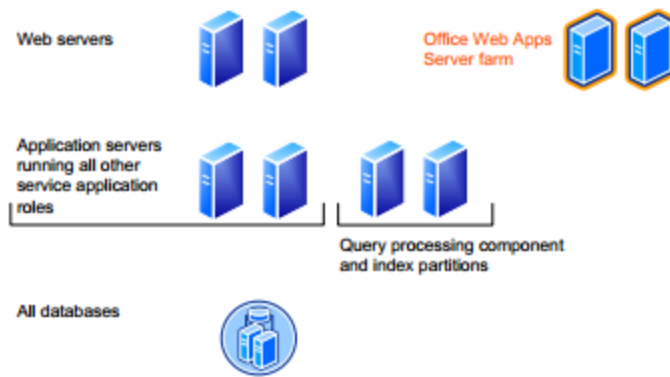 Web servers
Office Web Apps
Server farm
Application servers
running all other
service application
roles
Query processing component
and index partitions
All databases